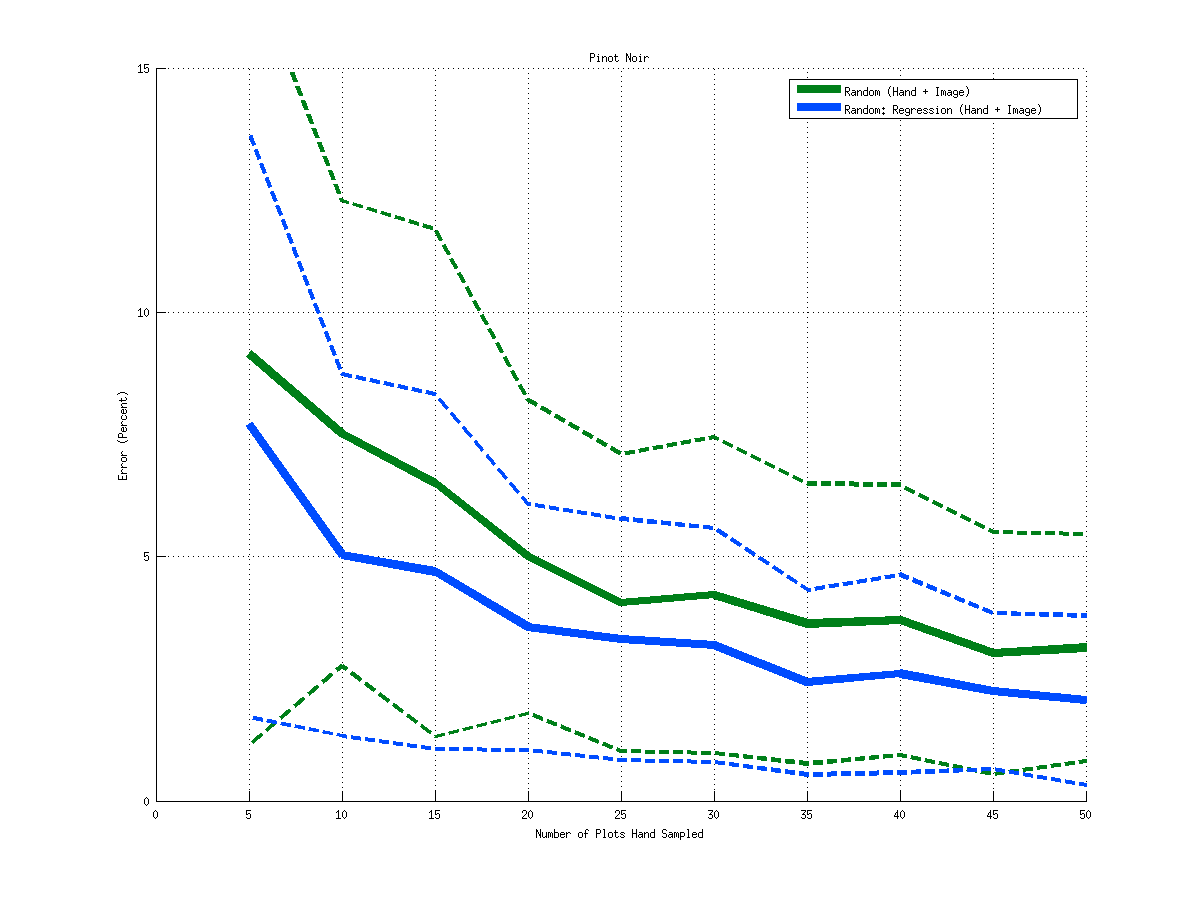 Pinot Noir
15
Random (Hand + Image)
Random: Regression (Hand + Image)
10
Error (Percent)
5
0
0 5 10 15 20 25 30 35 40 45 50
Number of Plots Hand Sampled